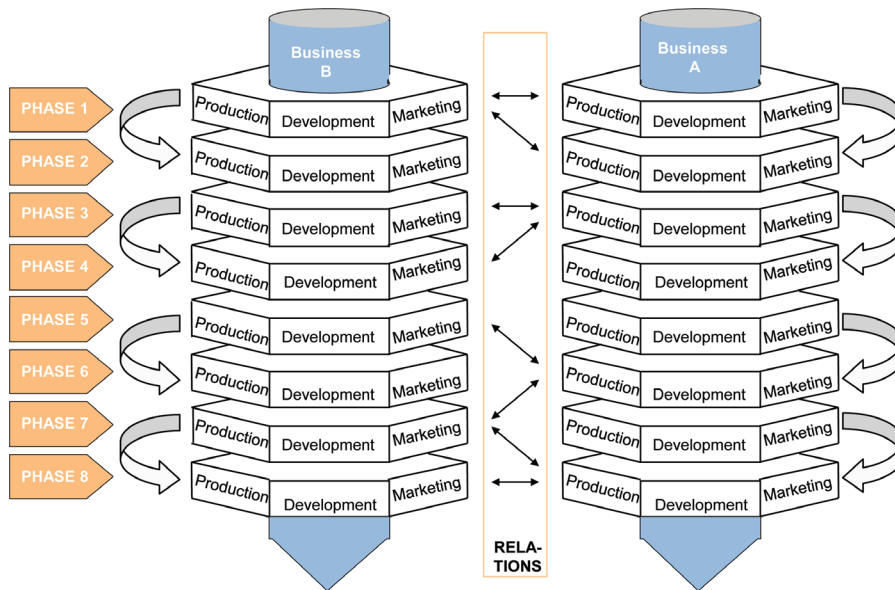 Business
B
Business
A
PHASE 1
Production
Development
Marketing
Production
Development
Marketing
PHASE 2
Production
Development
Marketing
Production
Development
Marketing
PHASE 3
Production
Development
Marketing
Production
Development
Marketing
PHASE 4
Production
Development
Marketing
Production
Development
Marketing
PHASE 5
Production
Development
Marketing
Production
Development
Marketing
PHASE 6
Production
Development
Marketing
Production
Development
Marketing
PHASE 7
Production
Development
Marketing
Production
Development
Marketing
PHASE 8
Production
Development
Marketing
Production
Development
Marketing
RELA-
TIONS